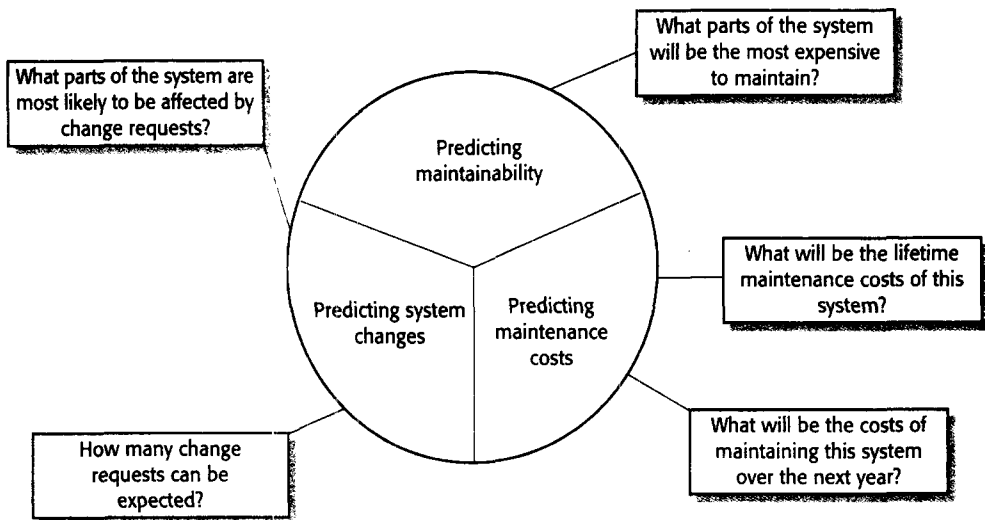 What parts of the system
will be the most expensive
to maintain?
What parts of the system are
most likely to be affected by
change requests?
Predicting
maintainability
What will be the lifetime
maintenance costs of this
system?
Predicting system
changes
Predicting
maintenance
costs
What will be the costs of
maintaining this system
over the next year?
How many change
requests can be
expected?